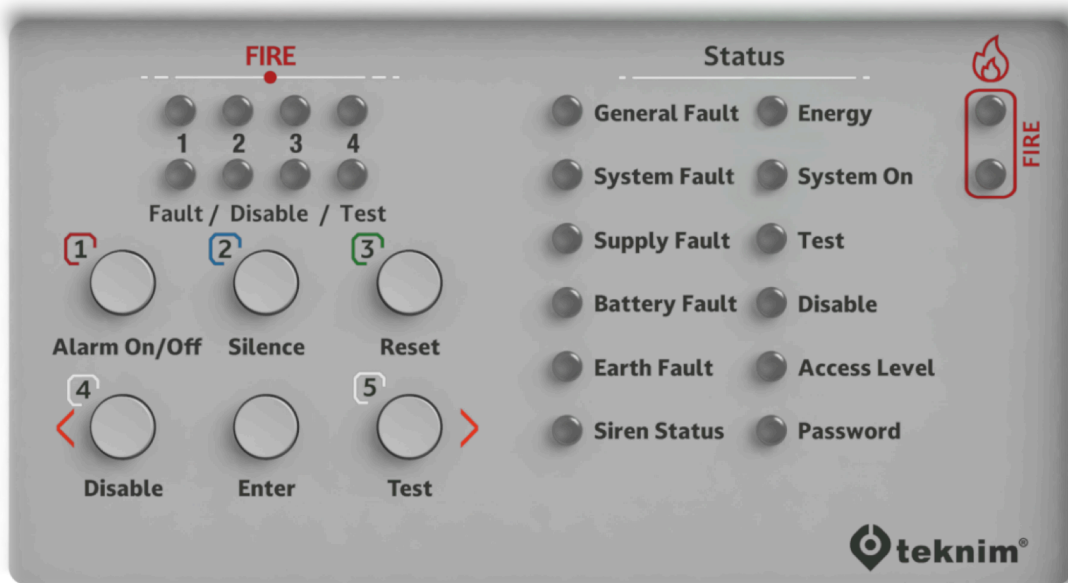 FIRE
1 2 3 4
Fault / Disable / Test
1 2 3
Alarm On/Off Silence Reset
4 5
< >
Disable Enter Test
Status
General Fault Energy
System Fault System On
Supply Fault Test
Battery Fault Disable
Earth Fault Access Level
Siren Status Password
FIRE
teknim®